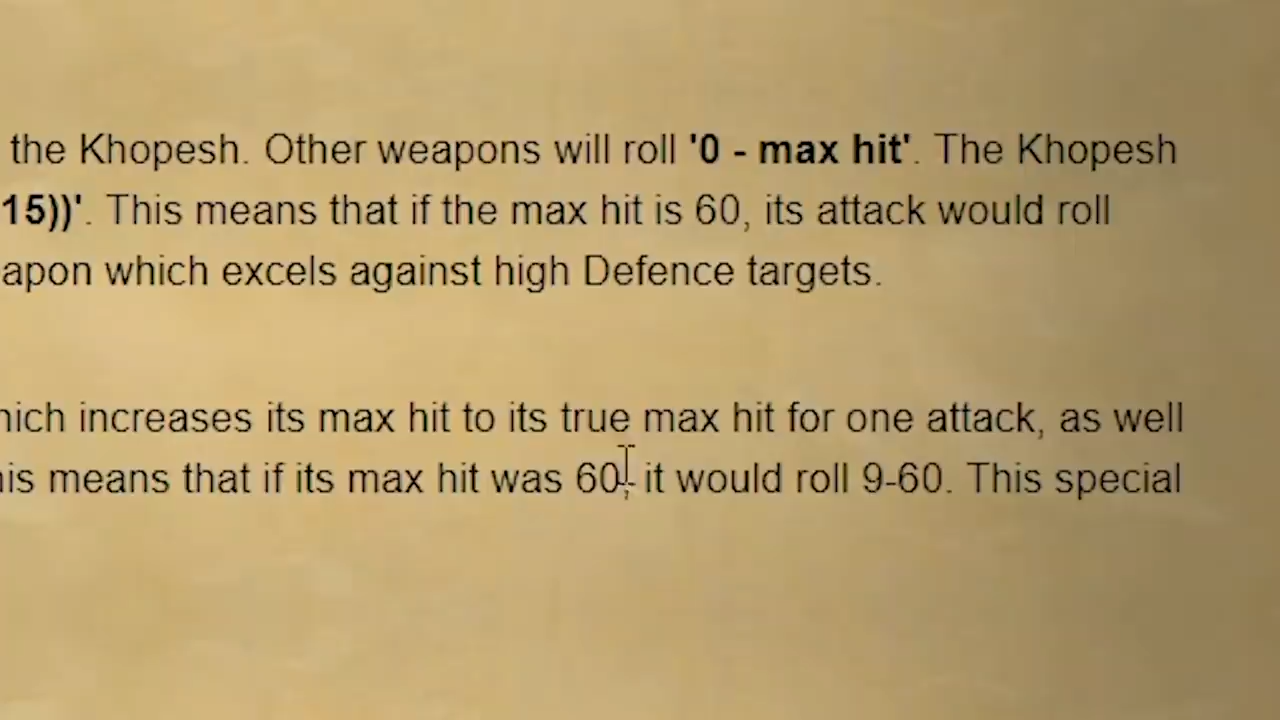 the Khopesh. Other weapons will roll '0 - max hit'. The Khopesh
15))'. This means that if the max hit is 60, its attack would roll
eapon which excels against high Defence targets.
hich increases its max hit to its true max hit for one attack, as well
his means that if its max hit was 60, it would roll 9-60. This special